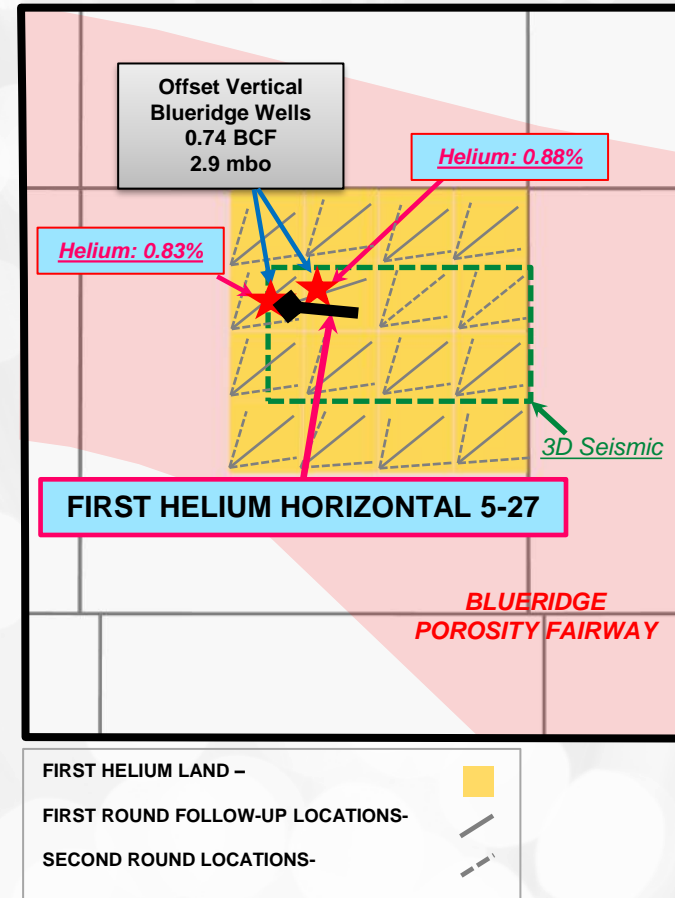 Offset Vertical
Blueridge Wells
0.74 BCF
2.9 mbo
Helium: 0.88%
Helium: 0.83%
3D Seismic
FIRST HELIUM HORIZONTAL 5-27
BLUERIDGE
POROSITY FAIRWAY
FIRST HELIUM LAND –
FIRST ROUND FOLLOW-UP LOCATIONS-
SECOND ROUND LOCATIONS-